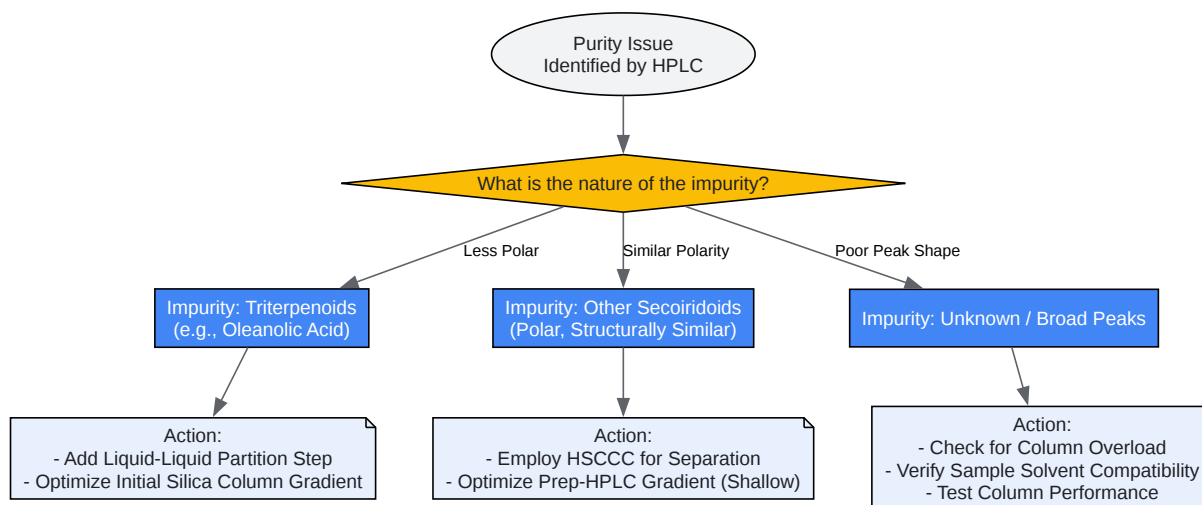 Purity Issue
Identified by HPLC
What is the nature of the impurity?
Less Polar
Similar Polarity
Poor Peak Shape
Impurity: Triterpenoids
(e.g., Oleanolic Acid)
Impurity: Other Secoiridoids
(Polar, Structurally Similar)
Impurity: Unknown / Broad Peaks
Action:
- Add Liquid-Liquid Partition Step
- Optimize Initial Silica Column Gradient
Action:
- Employ HSCCC for Separation
- Optimize Prep-HPLC Gradient (Shallow)
Action:
- Check for Column Overload
- Verify Sample Solvent Compatibility
- Test Column Performance